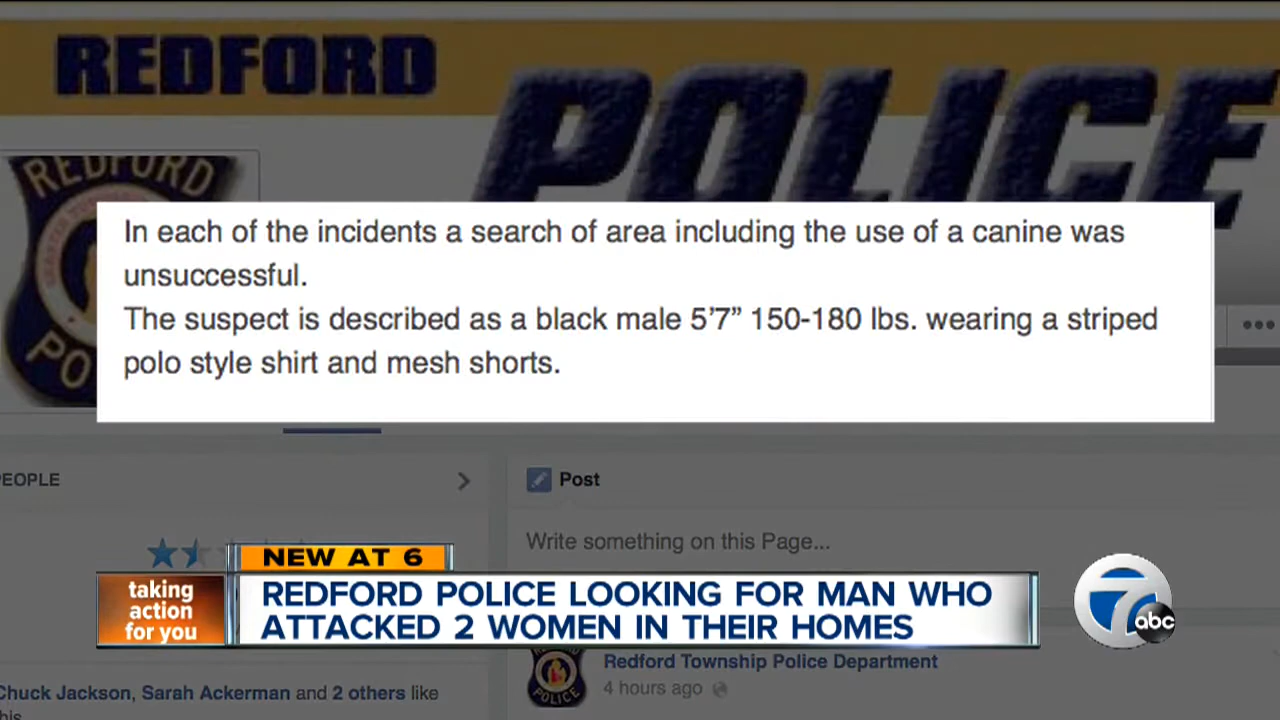 REDFORD
POLICE
REDFORD
PO
In each of the incidents a search of area including the use of a canine was
unsuccessful.
The suspect is described as a black male 5’7” 150-180 lbs. wearing a striped
polo style shirt and mesh shorts.
PEOPLE
Post
Write something on this Page...
NEW AT 6
taking
action
for you
REDFORD POLICE LOOKING FOR MAN WHO
ATTACKED 2 WOMEN IN THEIR HOMES
7
abc
Redford Township Police Department
4 hours ago
POLICE
Chuck Jackson, Sarah Ackerman and 2 others like
his